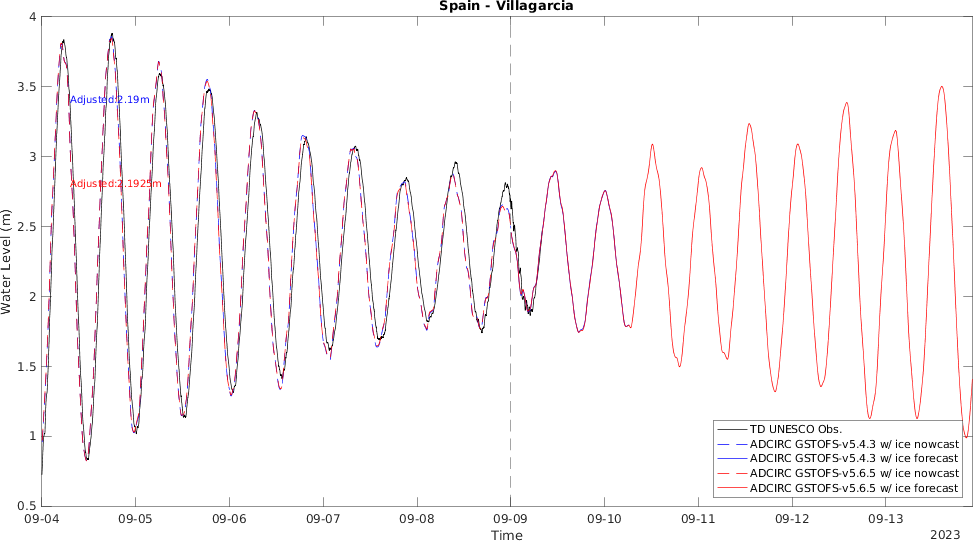 Spain - Villagarcia
4
3.5
3
2.5
2
1.5
1
0.5
Water Level (m)
Adjusted:2.19m
Adjusted:2.1925m
TD UNESCO Obs.
ADCIRC GSTOFS-v5.4.3 w/ ice nowcast
ADCIRC GSTOFS-v5.4.3 w/ ice forecast
ADCIRC GSTOFS-v5.6.5 w/ ice nowcast
ADCIRC GSTOFS-v5.6.5 w/ ice forecast
09-04 09-05 09-06 09-07 09-08 09-09 09-10 09-11 09-12 09-13
Time
2023